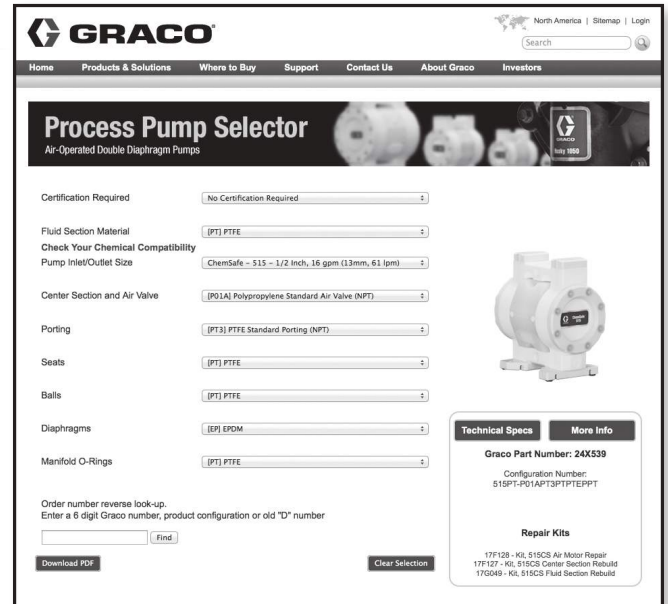 North America | Sitemap | Login
GRACO
Search
Home Products & Solutions Where to Buy Support Contact Us About Graco Investors
Process Pump Selector
Air-Operated Double Diaphragm Pumps
GRACO
1050
Certification Required No Certification Required
Fluid Section Material [PT] PTFE
Check Your Chemical Compatibility
Pump Inlet/Outlet Size ChemSafe – 515 – 1/2 Inch, 16 gpm (13mm, 61 lpm)
Center Section and Air Valve [P01A] Polypropylene Standard Air Valve (NPT)
Porting [PT3] PTFE Standard Porting (NPT)
Seats [PT] PTFE
Balls [PT] PTFE
Diaphragms [EP] EPDM
Manifold O-Rings [PT] PTFE
Order number reverse look-up.
Enter a 6 digit Graco number, product configuration or old "D" number
Find
Download PDF Clear Selection
Technical Specs More Info
Graco Part Number: 24X539
Configuration Number:
515PT-P01APT3PTPTEPPT
Repair Kits
17F128 - Kit, 515CS Air Motor Repair
17F127 - Kit, 515CS Center Section Rebuild
17G049 - Kit, 515CS Fluid Section Rebuild